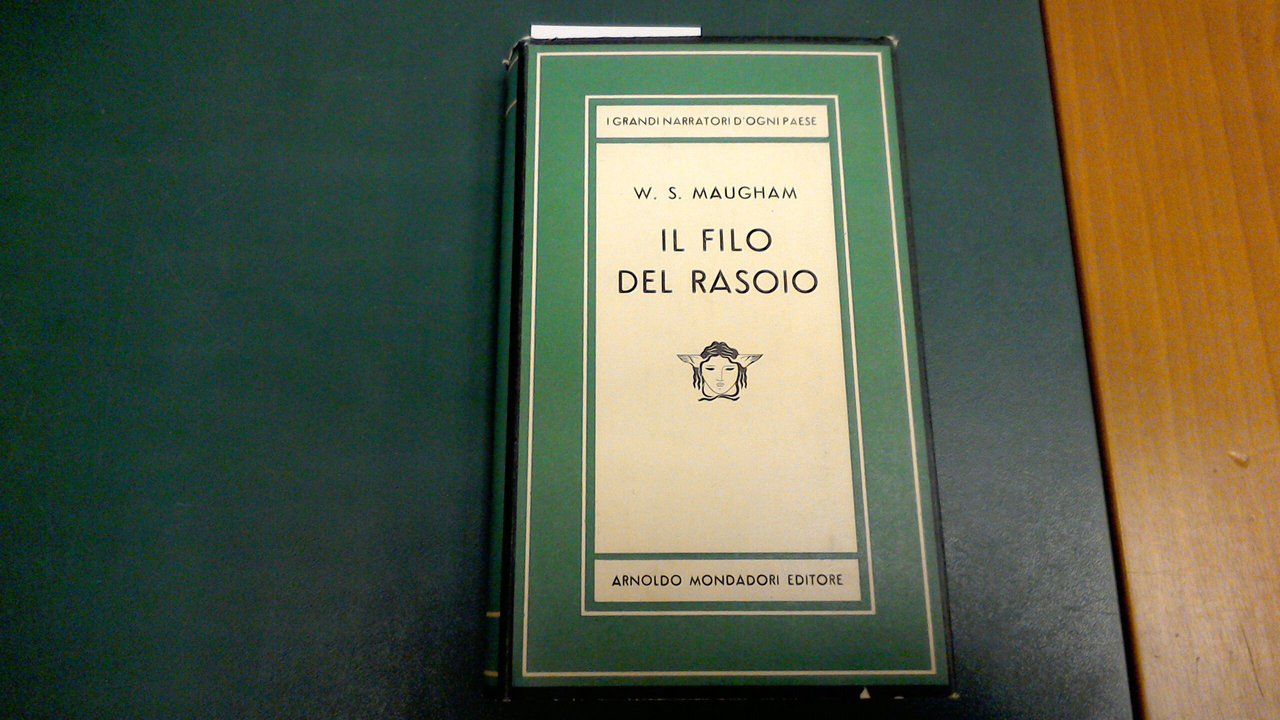 I GRANDI NARRATORI D'OGNI PAESE
W. S. MAUGHAM
IL FILO
DEL RASOIO
ARNOLDO MONDADORI EDITORE